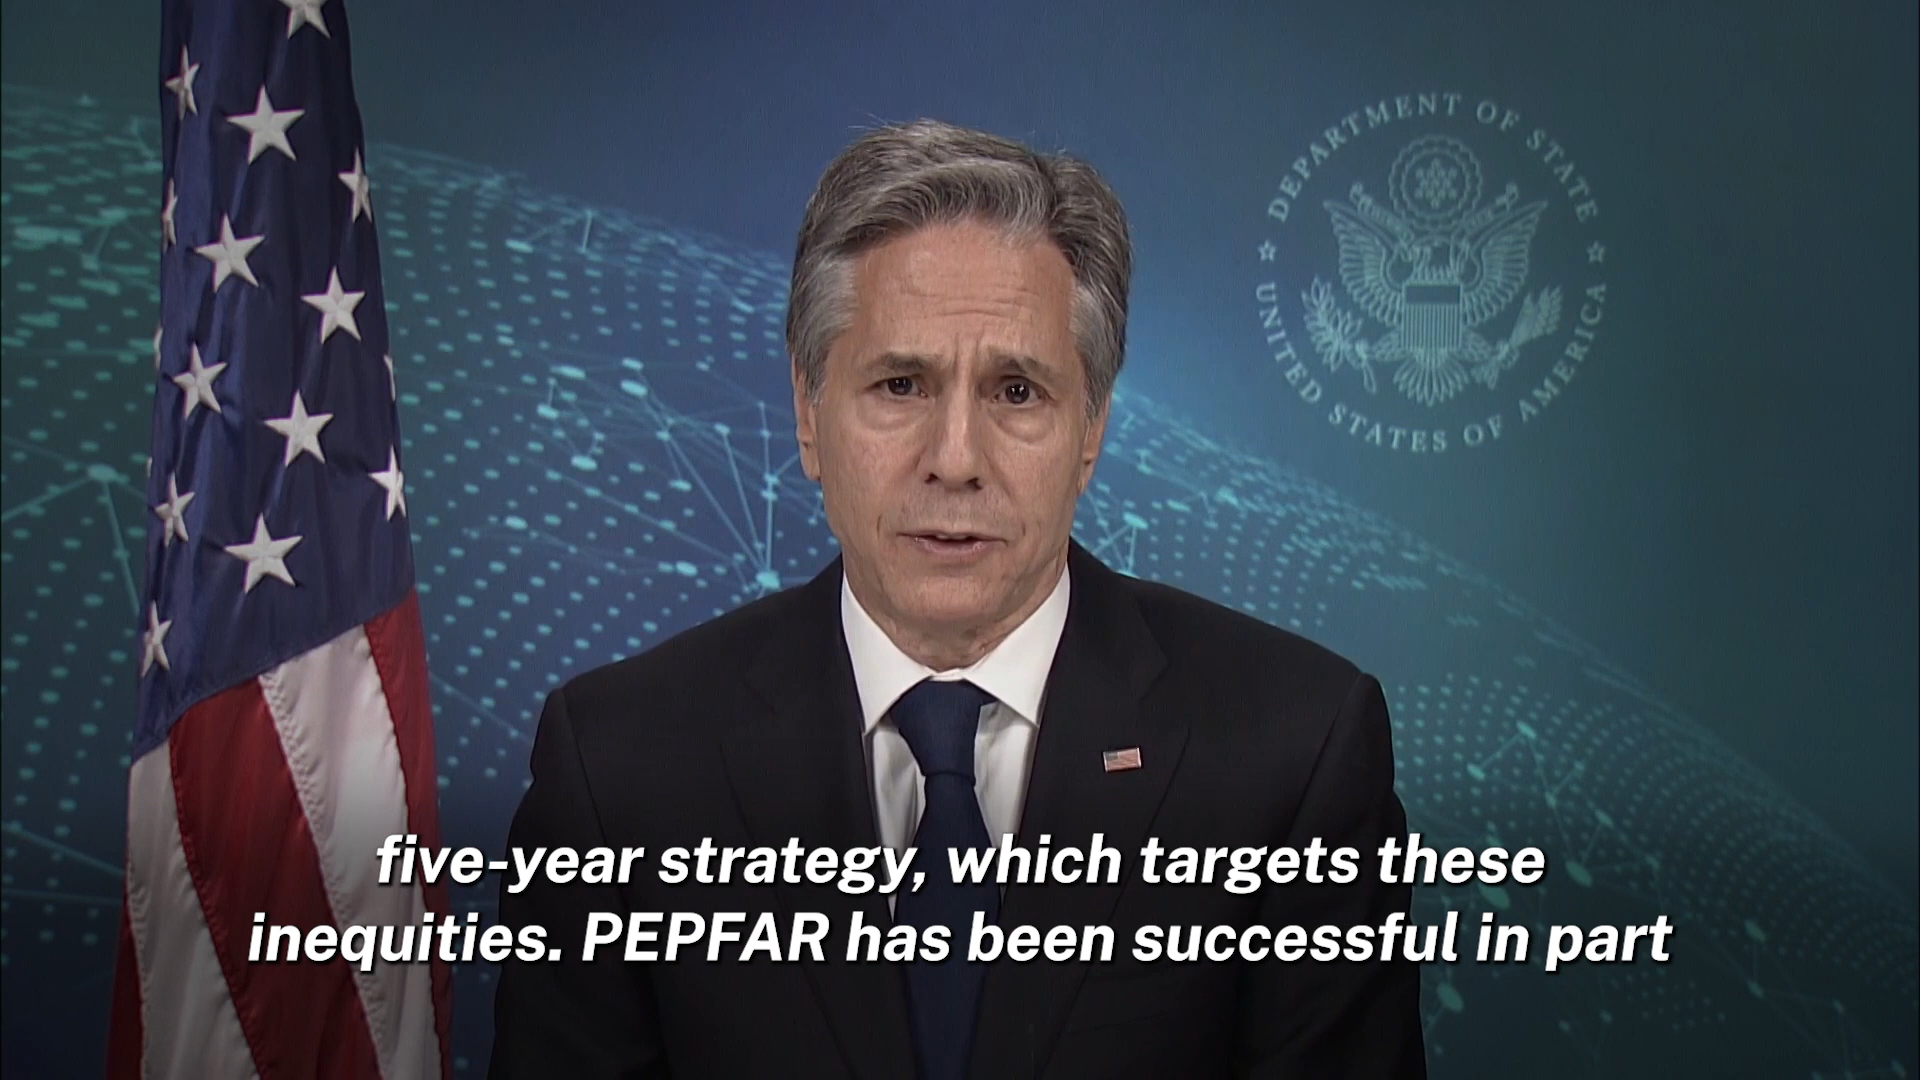 DEPARTMENT OF STATE
UNITED STATES OF AMERICA
five-year strategy, which targets these
inequities. PEPFAR has been successful in part